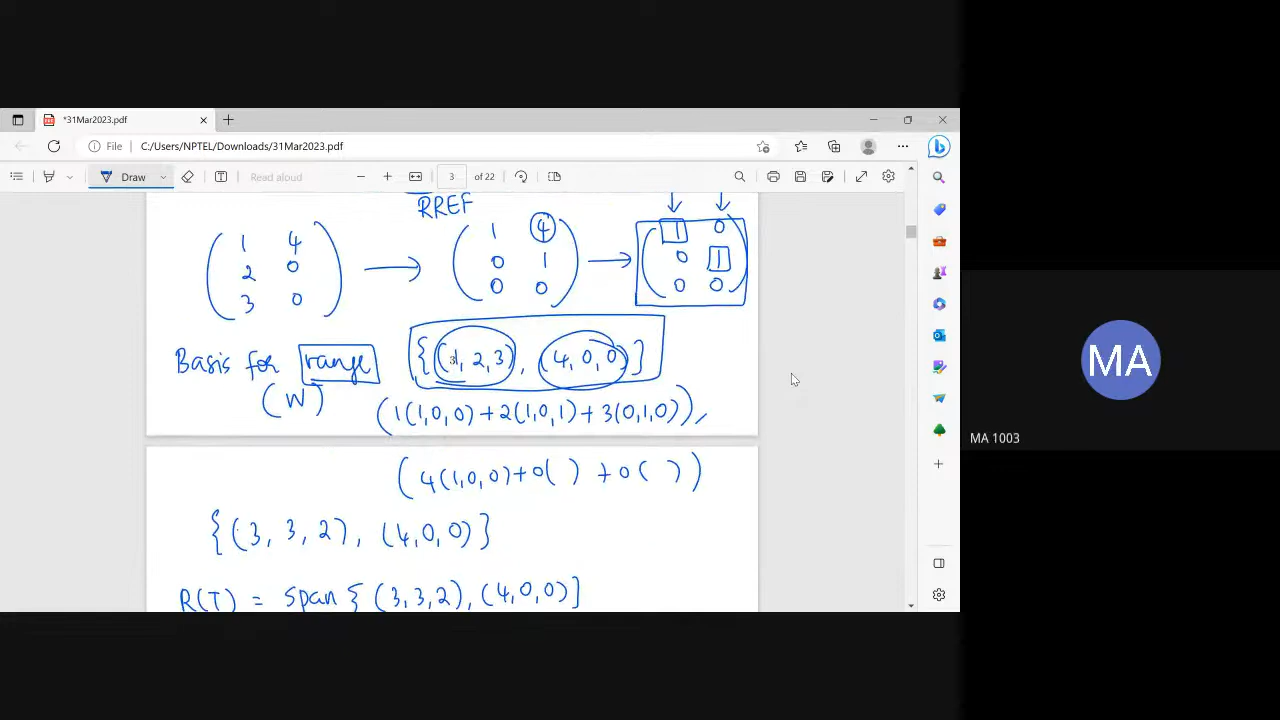 *31Mar2023.pdf
File C:/Users/NPTEL/Downloads/31Mar2023.pdf
Draw Read aloud 3 of 22
RREF
1 4 1 4 1 0
2 0 0 1 0 1
3 0 0 0 0 0
Basis for range { (1, 2, 3), (4, 0, 0) }
(W) (1(1,0,0) + 2(1,0,1) + 3(0,1,0)),
(4(1,0,0) + 0( ) + 0( ))
{ (3, 3, 2), (4, 0, 0) }
R(T) = span { (3, 3, 2), (4, 0, 0) }
MA
MA 1003